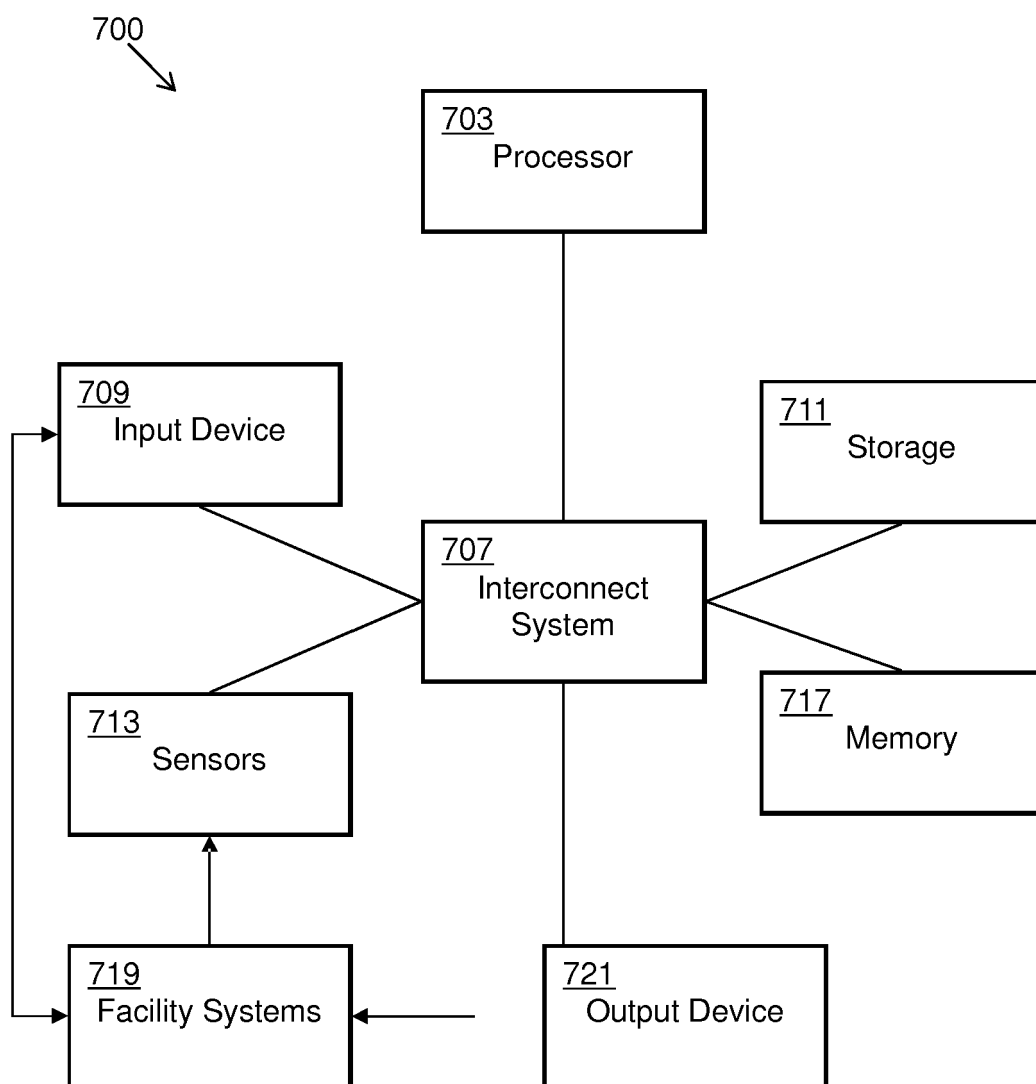 700
703
Processor
709
Input Device
711
Storage
707
Interconnect
System
713
Sensors
717
Memory
719
Facility Systems
721
Output Device